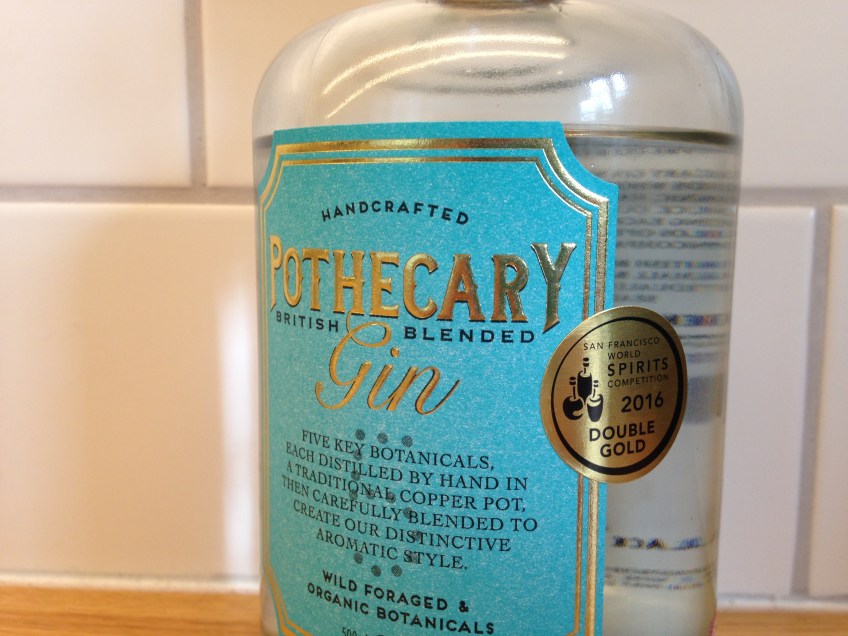 HANDCRAFTED
POTHECARY
BRITISH BLENDED
Gin
FIVE KEY BOTANICALS,
EACH DISTILLED BY HAND IN
A TRADITIONAL COPPER POT,
THEN CAREFULLY BLENDED TO
CREATE OUR DISTINCTIVE
AROMATIC STYLE.
WILD FORAGED &
ORGANIC BOTANICALS
SAN FRANCISCO
WORLD
SPIRITS
COMPETITION
2016
DOUBLE
GOLD